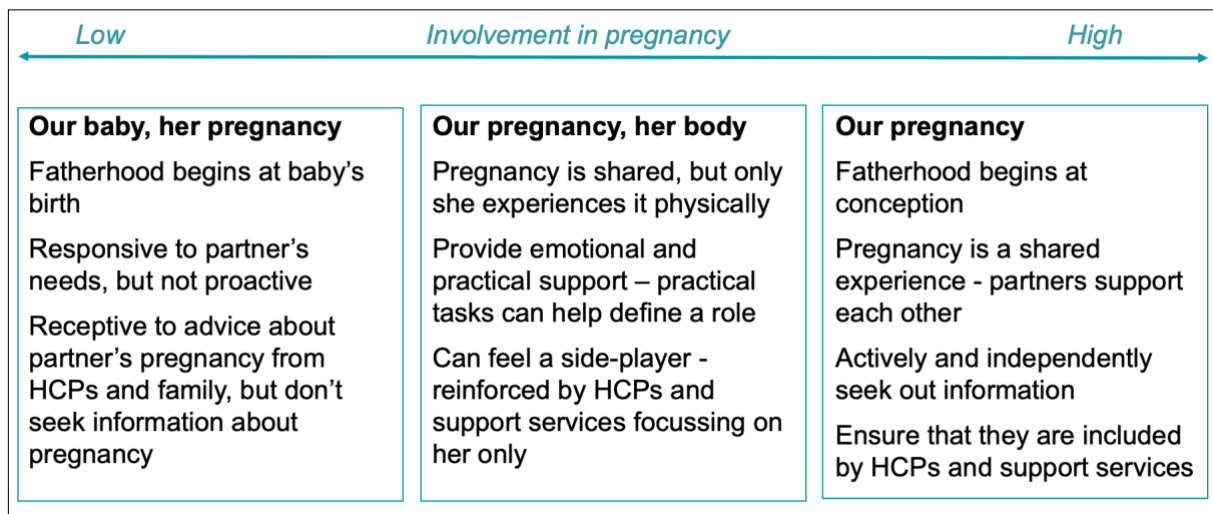 Low Involvement in pregnancy High
Our baby, her pregnancy
Fatherhood begins at baby's
birth
Responsive to partner's
needs, but not proactive
Receptive to advice about
partner's pregnancy from
HCPs and family, but don't
seek information about
pregnancy
Our pregnancy, her body
Pregnancy is shared, but only
she experiences it physically
Provide emotional and
practical support – practical
tasks can help define a role
Can feel a side-player -
reinforced by HCPs and
support services focussing on
her only
Our pregnancy
Fatherhood begins at
conception
Pregnancy is a shared
experience - partners support
each other
Actively and independently
seek out information
Ensure that they are included
by HCPs and support services